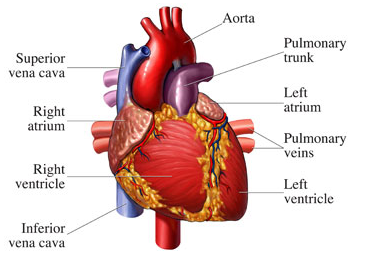 Aorta
Pulmonary
trunk
Superior
vena cava
Left
atrium
Right
atrium
Pulmonary
veins
Right
ventricle
Left
ventricle
Inferior
vena cava